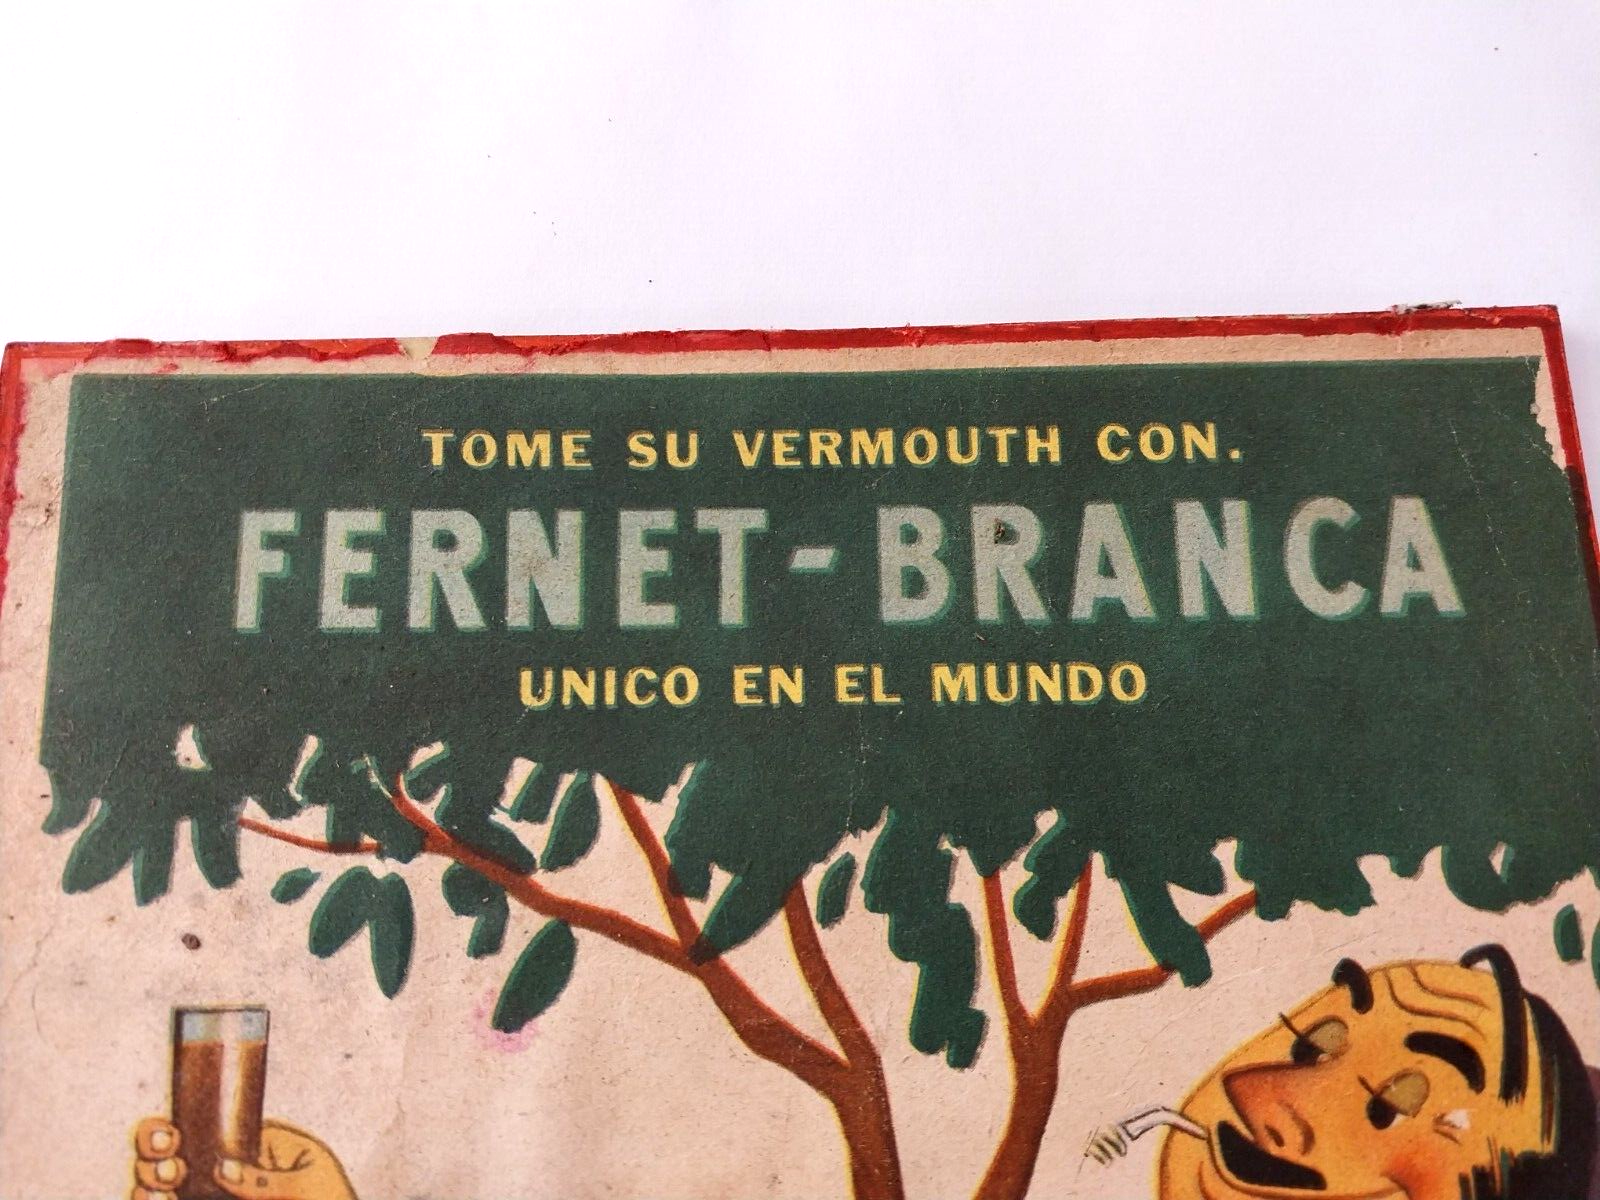 TOME SU VERMOUTH CON.
FERNET-BRANCA
UNICO EN EL MUNDO